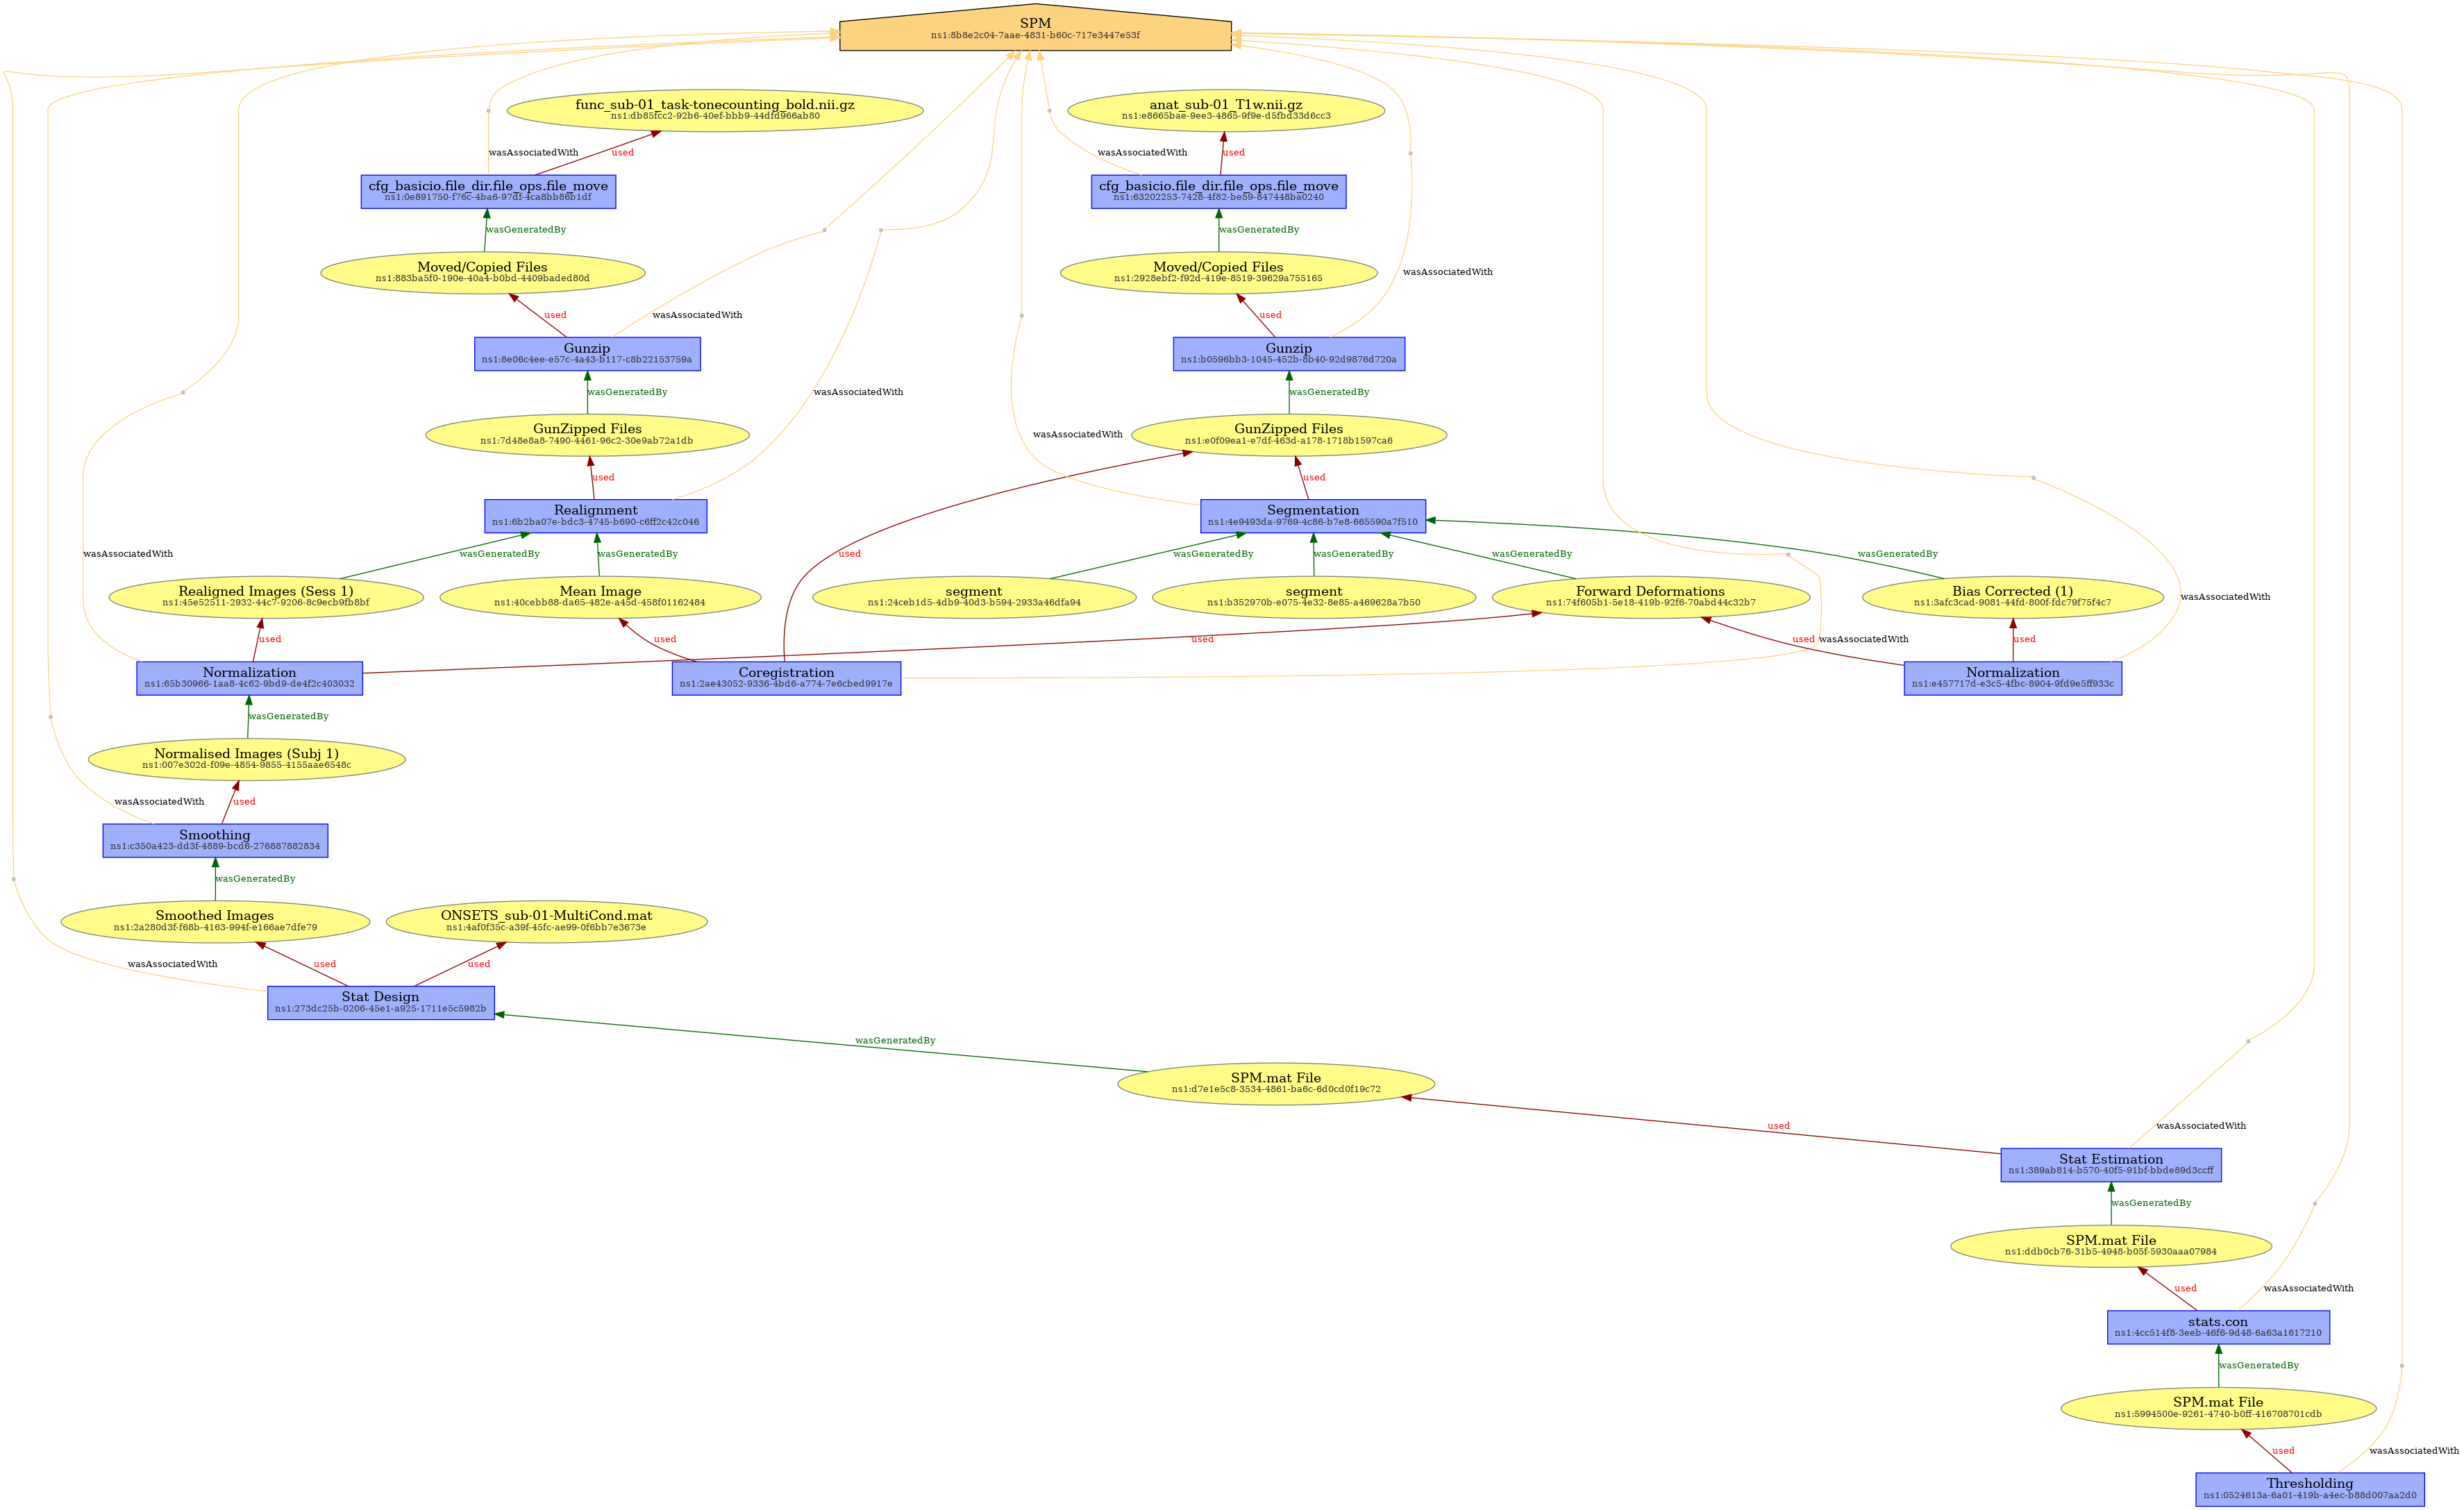 SPM
ns1:8b8e2c04-7aae-4831-b60c-717e3447e53f
func_sub-01_task-tonecounting_bold.nii.gz
ns1:db85fcc2-92b6-40ef-bbb9-44dfd966ab80
anat_sub-01_T1w.nii.gz
ns1:e8665bae-9ee3-4865-9f9e-d5fbd33d6cc3
wasAssociatedWith
used
wasAssociatedWith
used
cfg_basicio.file_dir.file_ops.file_move
ns1:0e891750-f76c-4ba6-97df-4ca8bb86b1df
cfg_basicio.file_dir.file_ops.file_move
ns1:63202253-7428-4f82-be59-847448ba0240
wasGeneratedBy
wasGeneratedBy
Moved/Copied Files
ns1:883ba5f0-190e-40a4-b0bd-4409baded80d
Moved/Copied Files
ns1:2928ebf2-f92d-419e-8519-39629a755165
wasAssociatedWith
used
wasAssociatedWith
used
Gunzip
ns1:8e06c4ee-e57c-4a43-b117-c8b22153759a
Gunzip
ns1:b0596bb3-1045-452b-8b40-92d9876d720a
wasGeneratedBy
wasAssociatedWith
wasGeneratedBy
GunZipped Files
ns1:7d48e8a8-7490-4461-96c2-30e9ab72a1db
wasAssociatedWith
GunZipped Files
ns1:e0f09ea1-e7df-463d-a178-1718b1597ca6
used
used
Realignment
ns1:6b2ba07e-bdc3-4745-b690-c6ff2c42c046
Segmentation
ns1:4e9493da-9769-4c86-b7e8-665590a7f510
wasAssociatedWith
wasGeneratedBy
wasGeneratedBy
used
wasGeneratedBy
wasGeneratedBy
wasGeneratedBy
wasGeneratedBy
Realigned Images (Sess 1)
ns1:45e52511-2932-44c7-9206-8c9ecb9fb8bf
Mean Image
ns1:40cebb88-da65-482e-a45d-458f01162484
segment
ns1:24ceb1d5-4db9-40d3-b594-2933a46dfa94
segment
ns1:b352970b-e075-4e32-8e85-a469628a7b50
Forward Deformations
ns1:74f605b1-5e18-419b-92f6-70abd44c32b7
Bias Corrected (1)
ns1:3afc3cad-9081-44fd-800f-fdc79f75f4c7
wasAssociatedWith
used
used
used
used
wasAssociatedWith
used
Normalization
ns1:65b30966-1aa8-4c62-9bd9-de4f2c403032
Coregistration
ns1:2ae43052-9336-4bd6-a774-7e6cbed9917e
Normalization
ns1:e457717d-e3c5-4fbc-8904-9fd9e5ff933c
wasGeneratedBy
Normalised Images (Subj 1)
ns1:007e302d-f09e-4854-9855-4155aae6548c
wasAssociatedWith
used
Smoothing
ns1:c350a423-dd3f-4889-bcd6-276887882834
wasGeneratedBy
Smoothed Images
ns1:2a280d3f-f68b-4163-994f-e166ae7dfe79
ONSETS_sub-01-MultiCond.mat
ns1:4af0f35c-a39f-45fc-ae99-0f6bb7e3673e
wasAssociatedWith
used
used
Stat Design
ns1:273dc25b-0206-45e1-a925-1711e5c5982b
wasGeneratedBy
SPM.mat File
ns1:d7e1e5c8-3534-4861-ba6c-6d0cd0f19c72
used
wasAssociatedWith
Stat Estimation
ns1:389ab814-b570-40f5-91bf-bbde89d3ccff
wasGeneratedBy
SPM.mat File
ns1:ddb0cb76-31b5-4948-b05f-5930aaa07984
used
wasAssociatedWith
stats.con
ns1:4cc514f8-3eeb-46f6-9d48-6a63a1617210
wasGeneratedBy
SPM.mat File
ns1:5994500e-9261-4740-b0ff-416708701cdb
used
wasAssociatedWith
Thresholding
ns1:0524613a-6a01-419b-a4ec-b88d007aa2d0